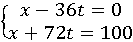 x − 36t = 0
x + 72t = 100